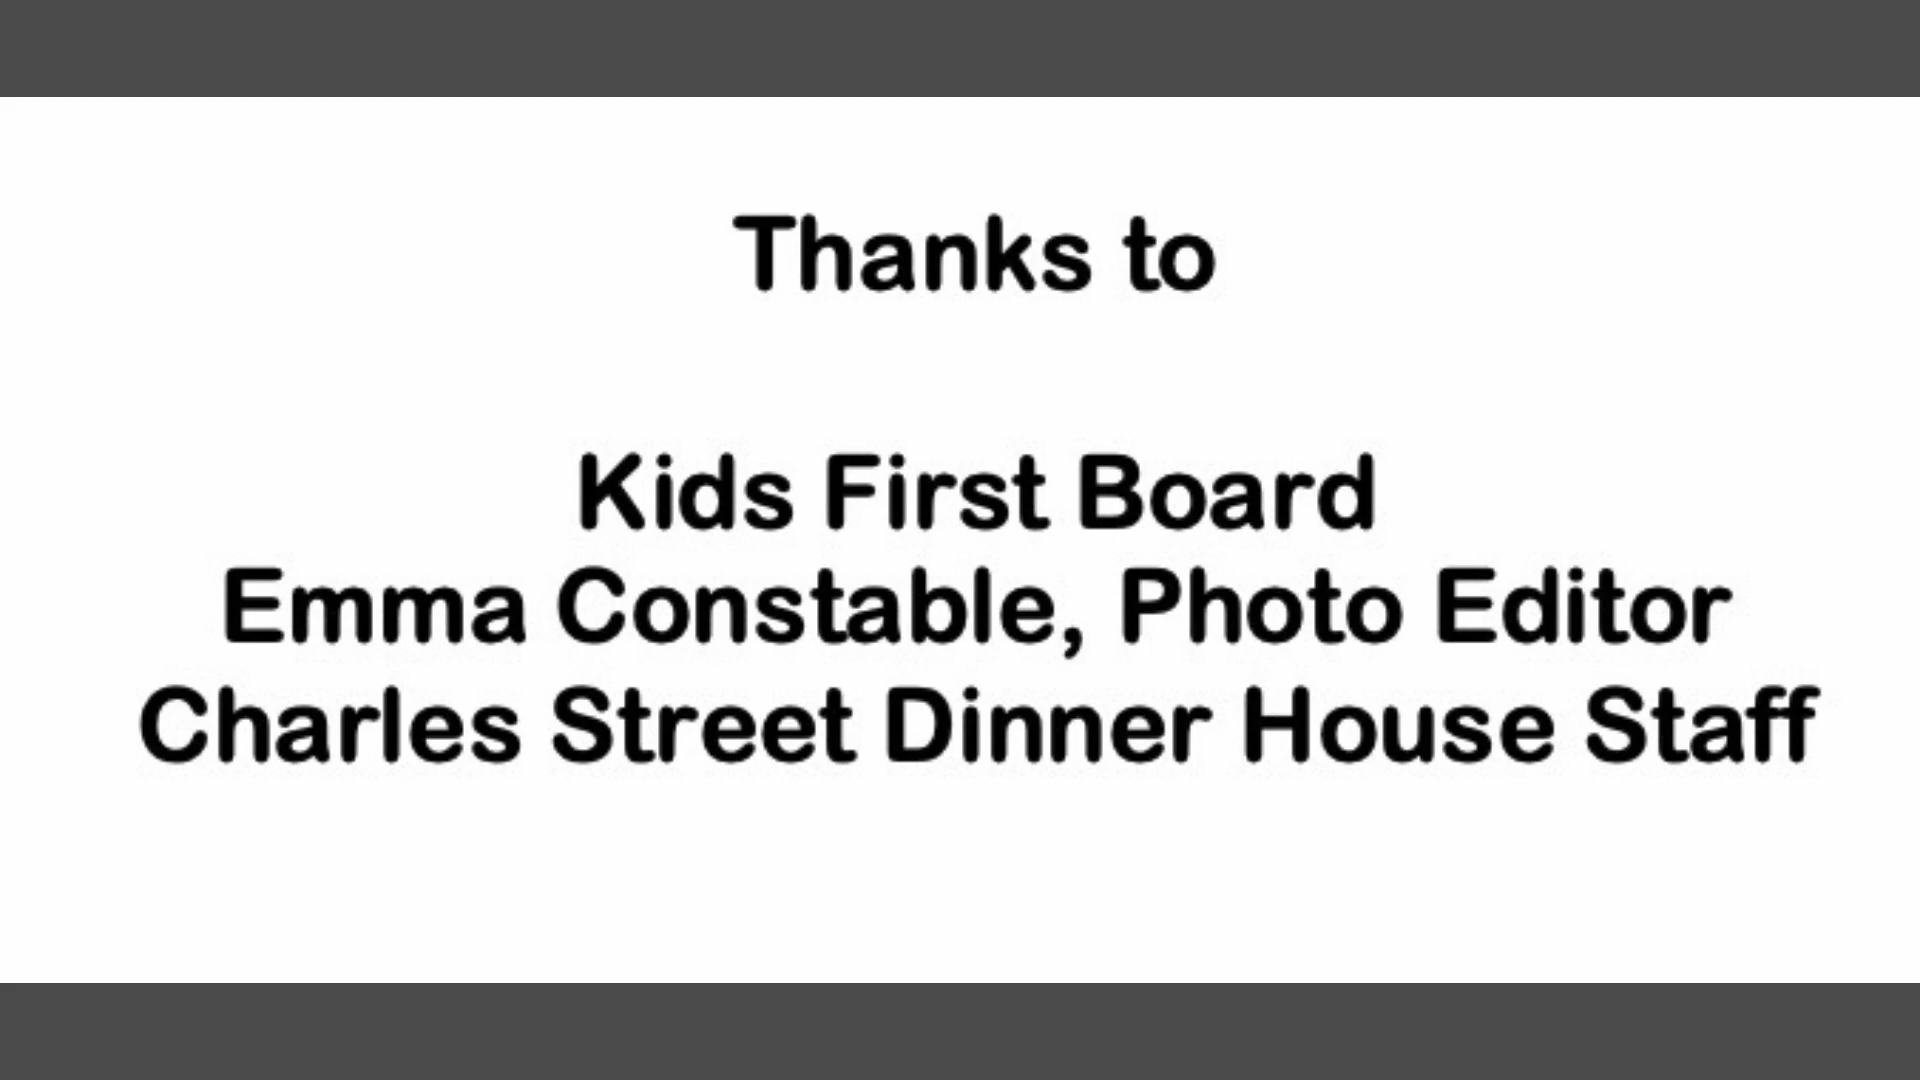 Thanks to
Kids First Board
Emma Constable, Photo Editor
Charles Street Dinner House Staff